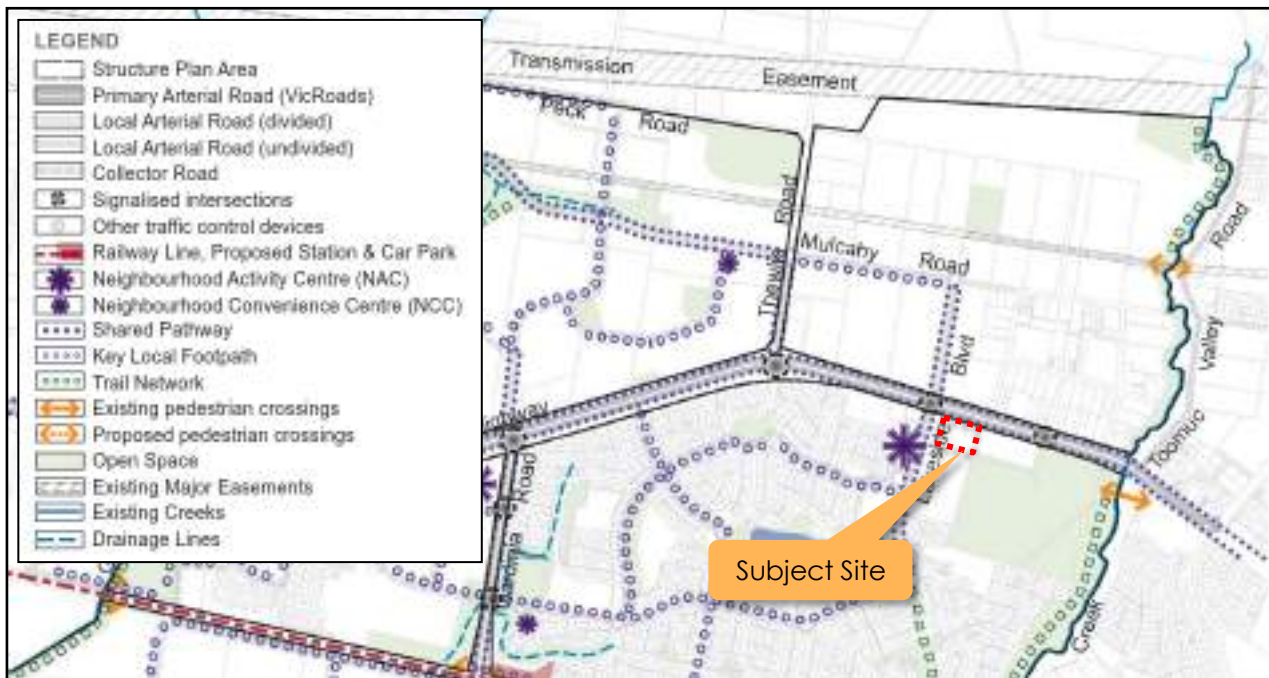 LEGEND
Structure Plan Area
Primary Arterial Road (VicRoads)
Local Arterial Road (divided)
Local Arterial Road (undivided)
Collector Road
Signalised intersections
Other traffic control devices
Railway Line, Proposed Station & Car Park
Neighbourhood Activity Centre (NAC)
Neighbourhood Convenience Centre (NCC)
Shared Pathway
Key Local Footpath
Trail Network
Existing pedestrian crossings
Proposed pedestrian crossings
Open Space
Existing Major Easements
Existing Creeks
Drainage Lines
Transmission Easement
Peck Road
Road
Mulcahy Road
Blvd
Road
Valley
Toomuc
Creek
Road
Subject Site